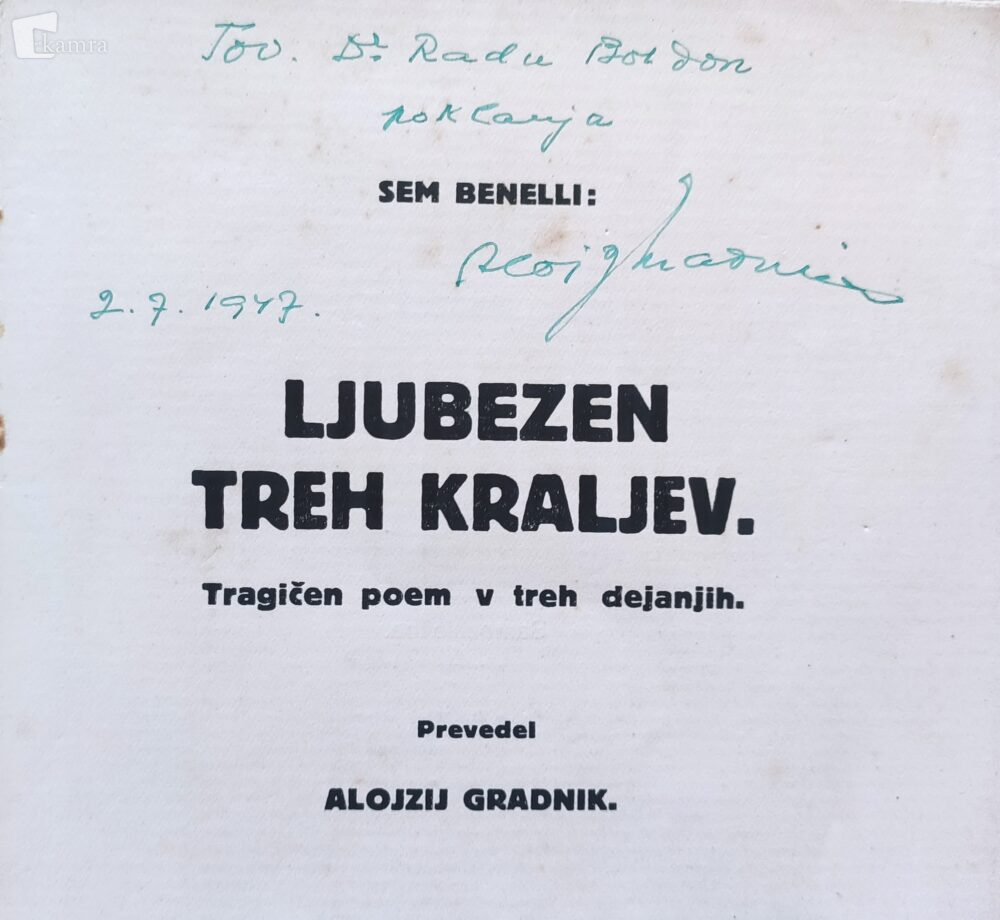 kamra
Tov. Dr Radu Bordon
poklanja
SEM BENELLI:
Alojz Gradnik
2. 7. 1947.
LJUBEZEN
TREH KRALJEV.
Tragičen poem v treh dejanjih.
Prevedel
ALOJZIJ GRADNIK.